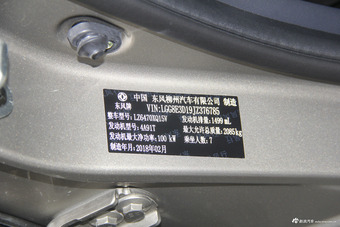 中国 东风柳州汽车有限公司 制造
东风牌 VIN:LGG8E3D19JZ376785
整车型号:LZ6470XQ15V 发动机排量:1499 mL
发动机型号:4A91T 最大允许总质量:2085kg
发动机最大净功率:100 kW 乘坐人数:7
制造年月:2018年02月